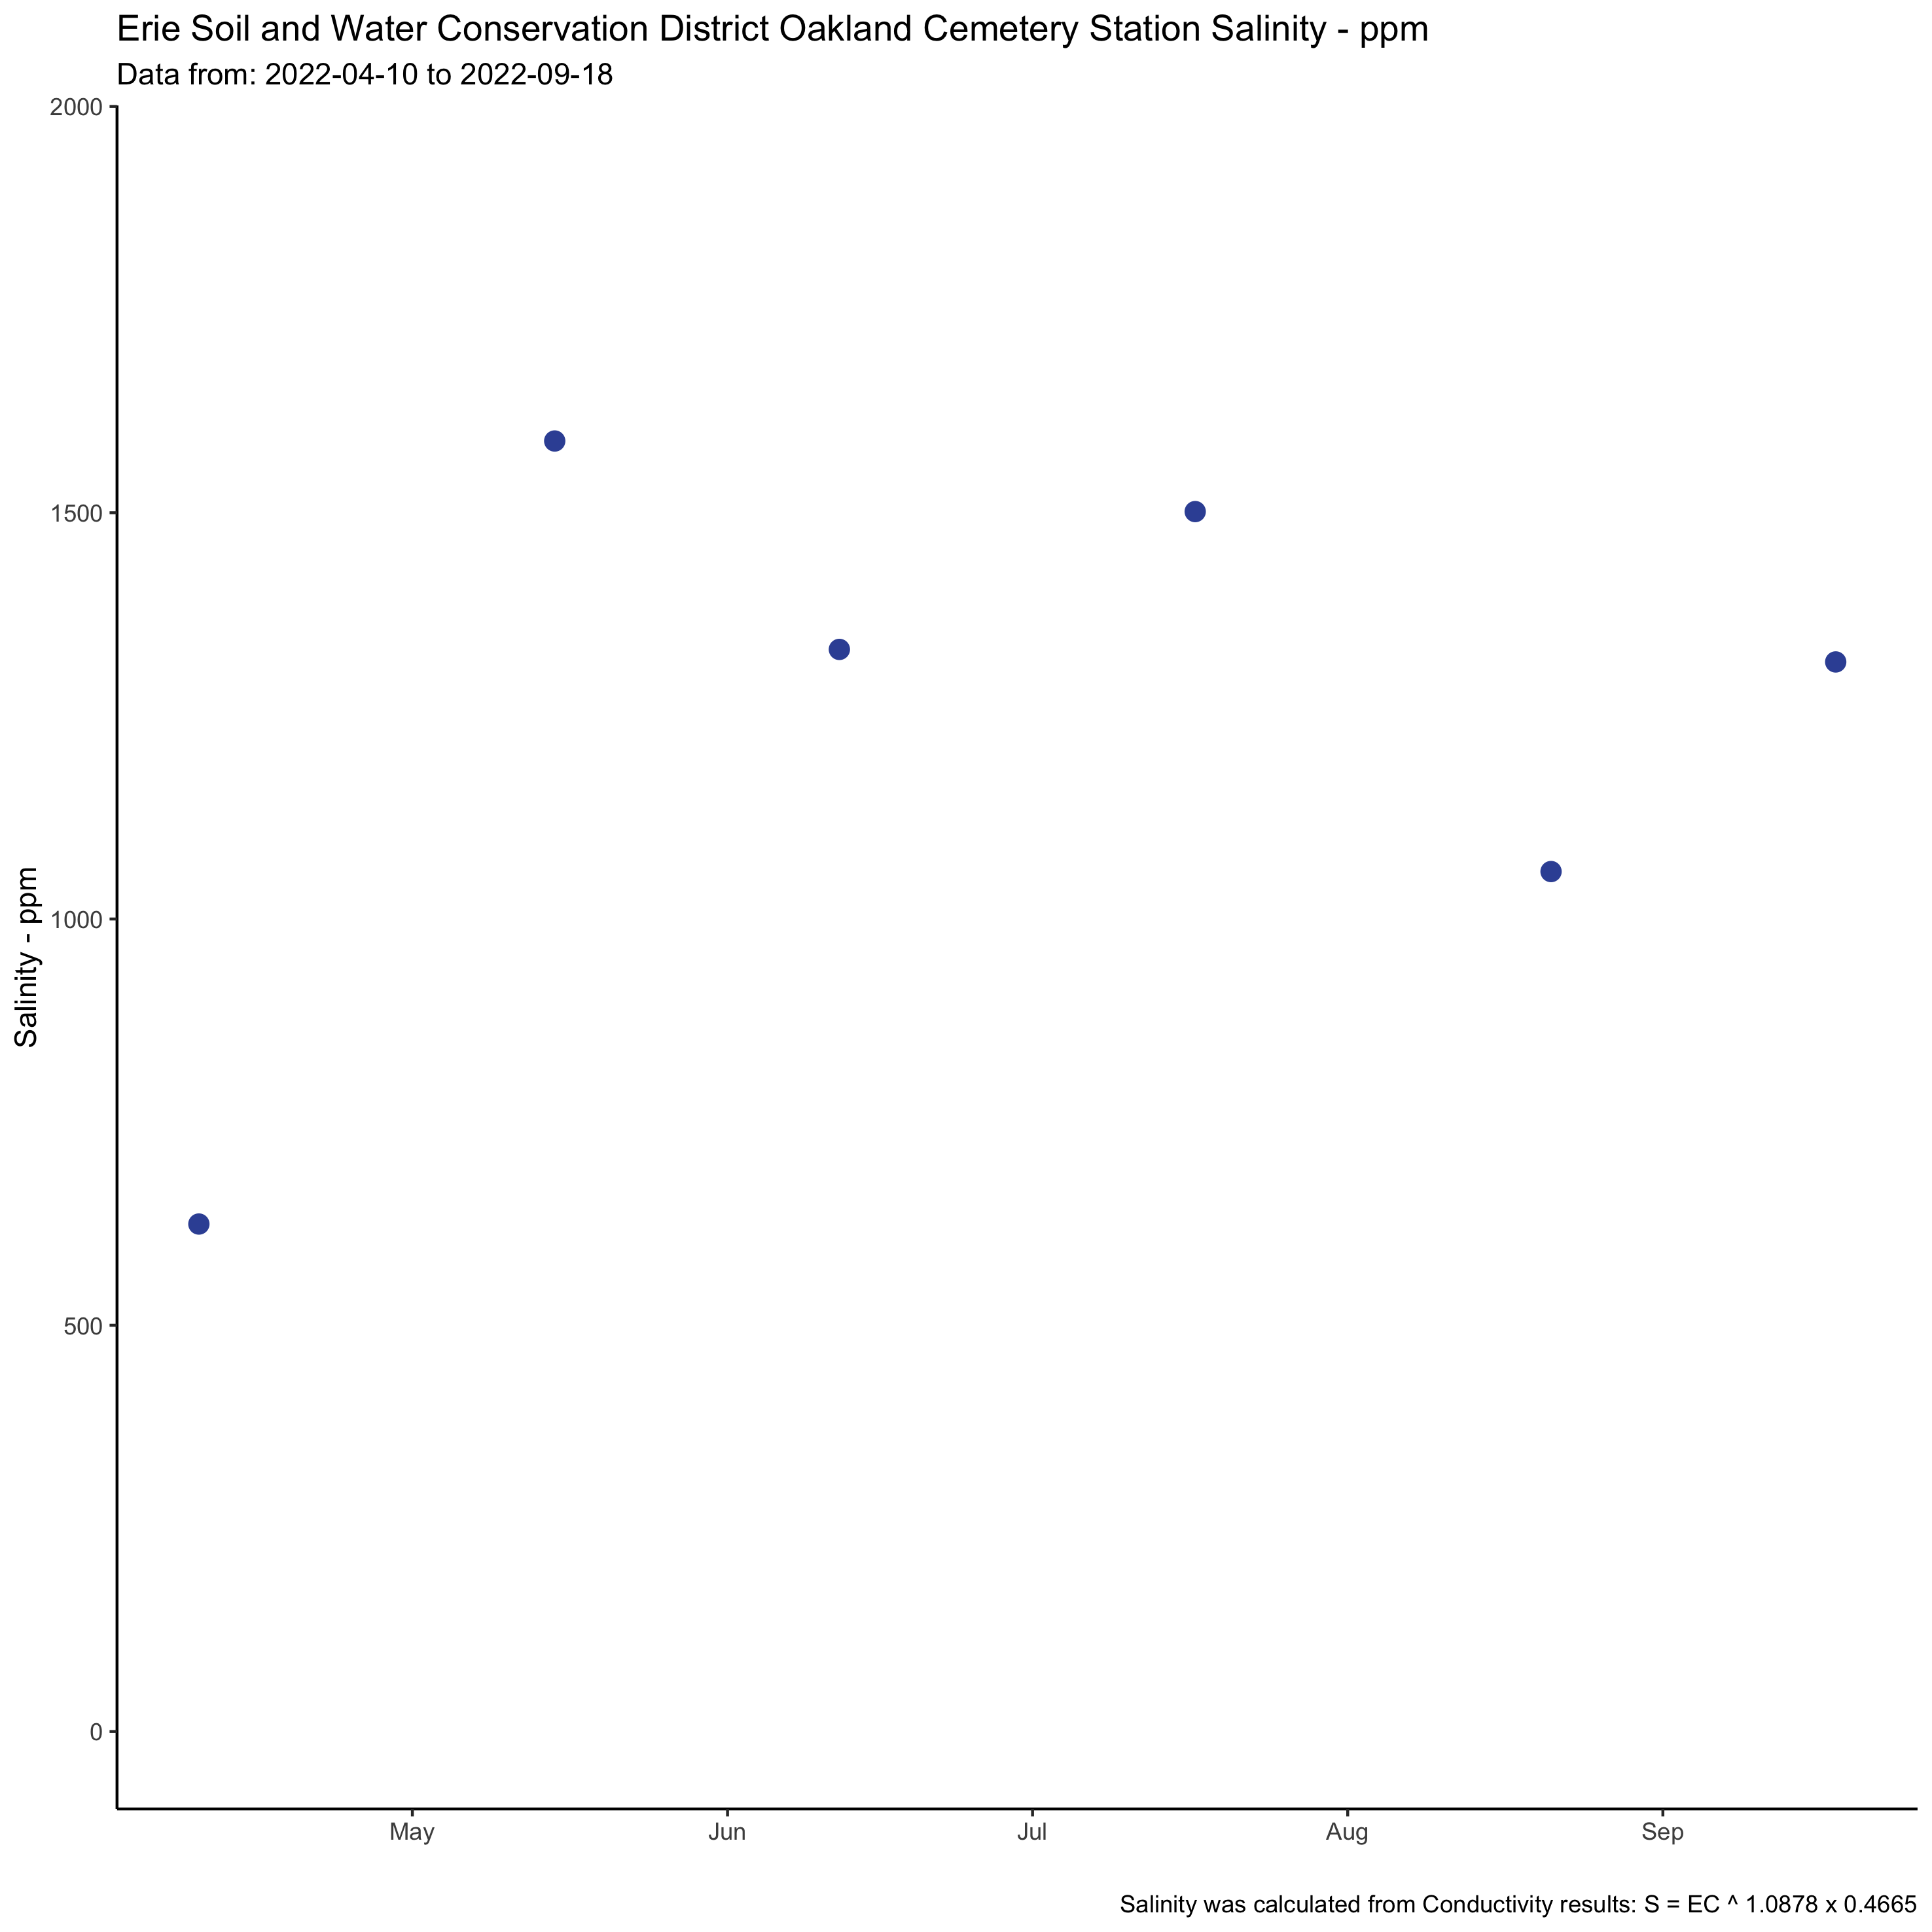 Erie Soil and Water Conservation District Oakland Cemetery Station Salinity - ppm
Data from: 2022-04-10 to 2022-09-18
2000
1500
1000
500
0
Salinity - ppm
May Jun Jul Aug Sep
Salinity was calculated from Conductivity results: S = EC ^ 1.0878 x 0.4665